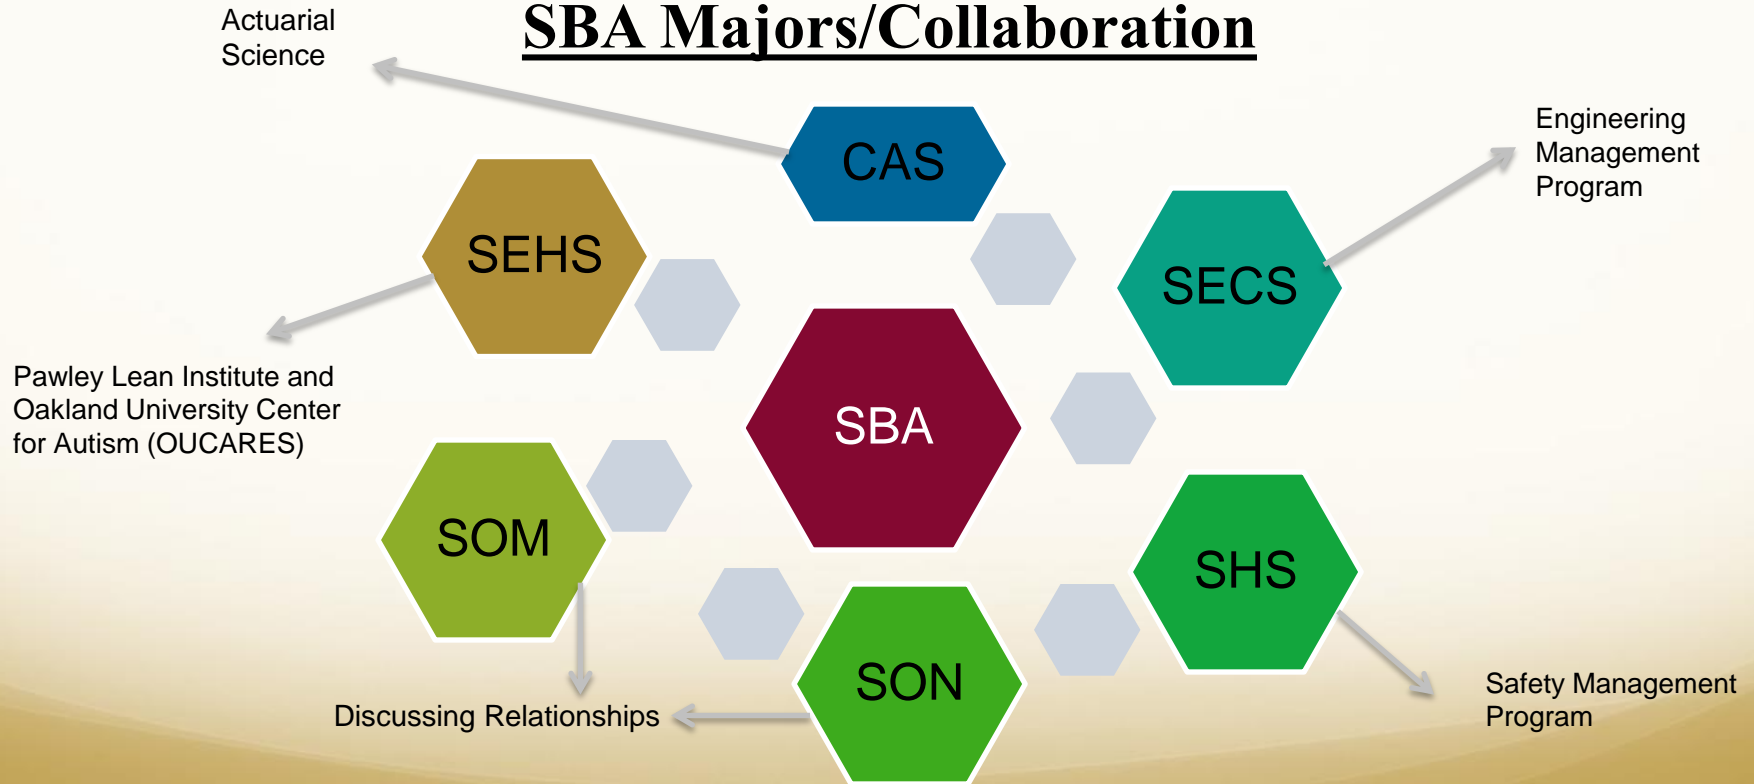 SBA Majors/Collaboration
Actuarial
Science
CAS
Engineering
Management
Program
SEHS
SECS
Pawley Lean Institute and
Oakland University Center
for Autism (OUCARES)
SBA
SOM
SHS
SON
Discussing Relationships
Safety Management
Program